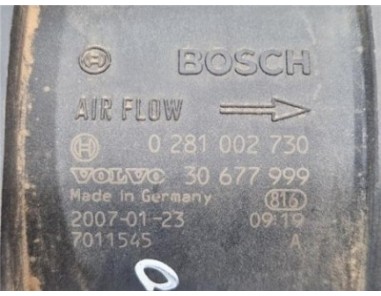 BOSCH
AIR FLOW
0 281 002 730
VOLVO 30 677 999
Made in Germany 816
2007-01-23 09:19
7011545 A